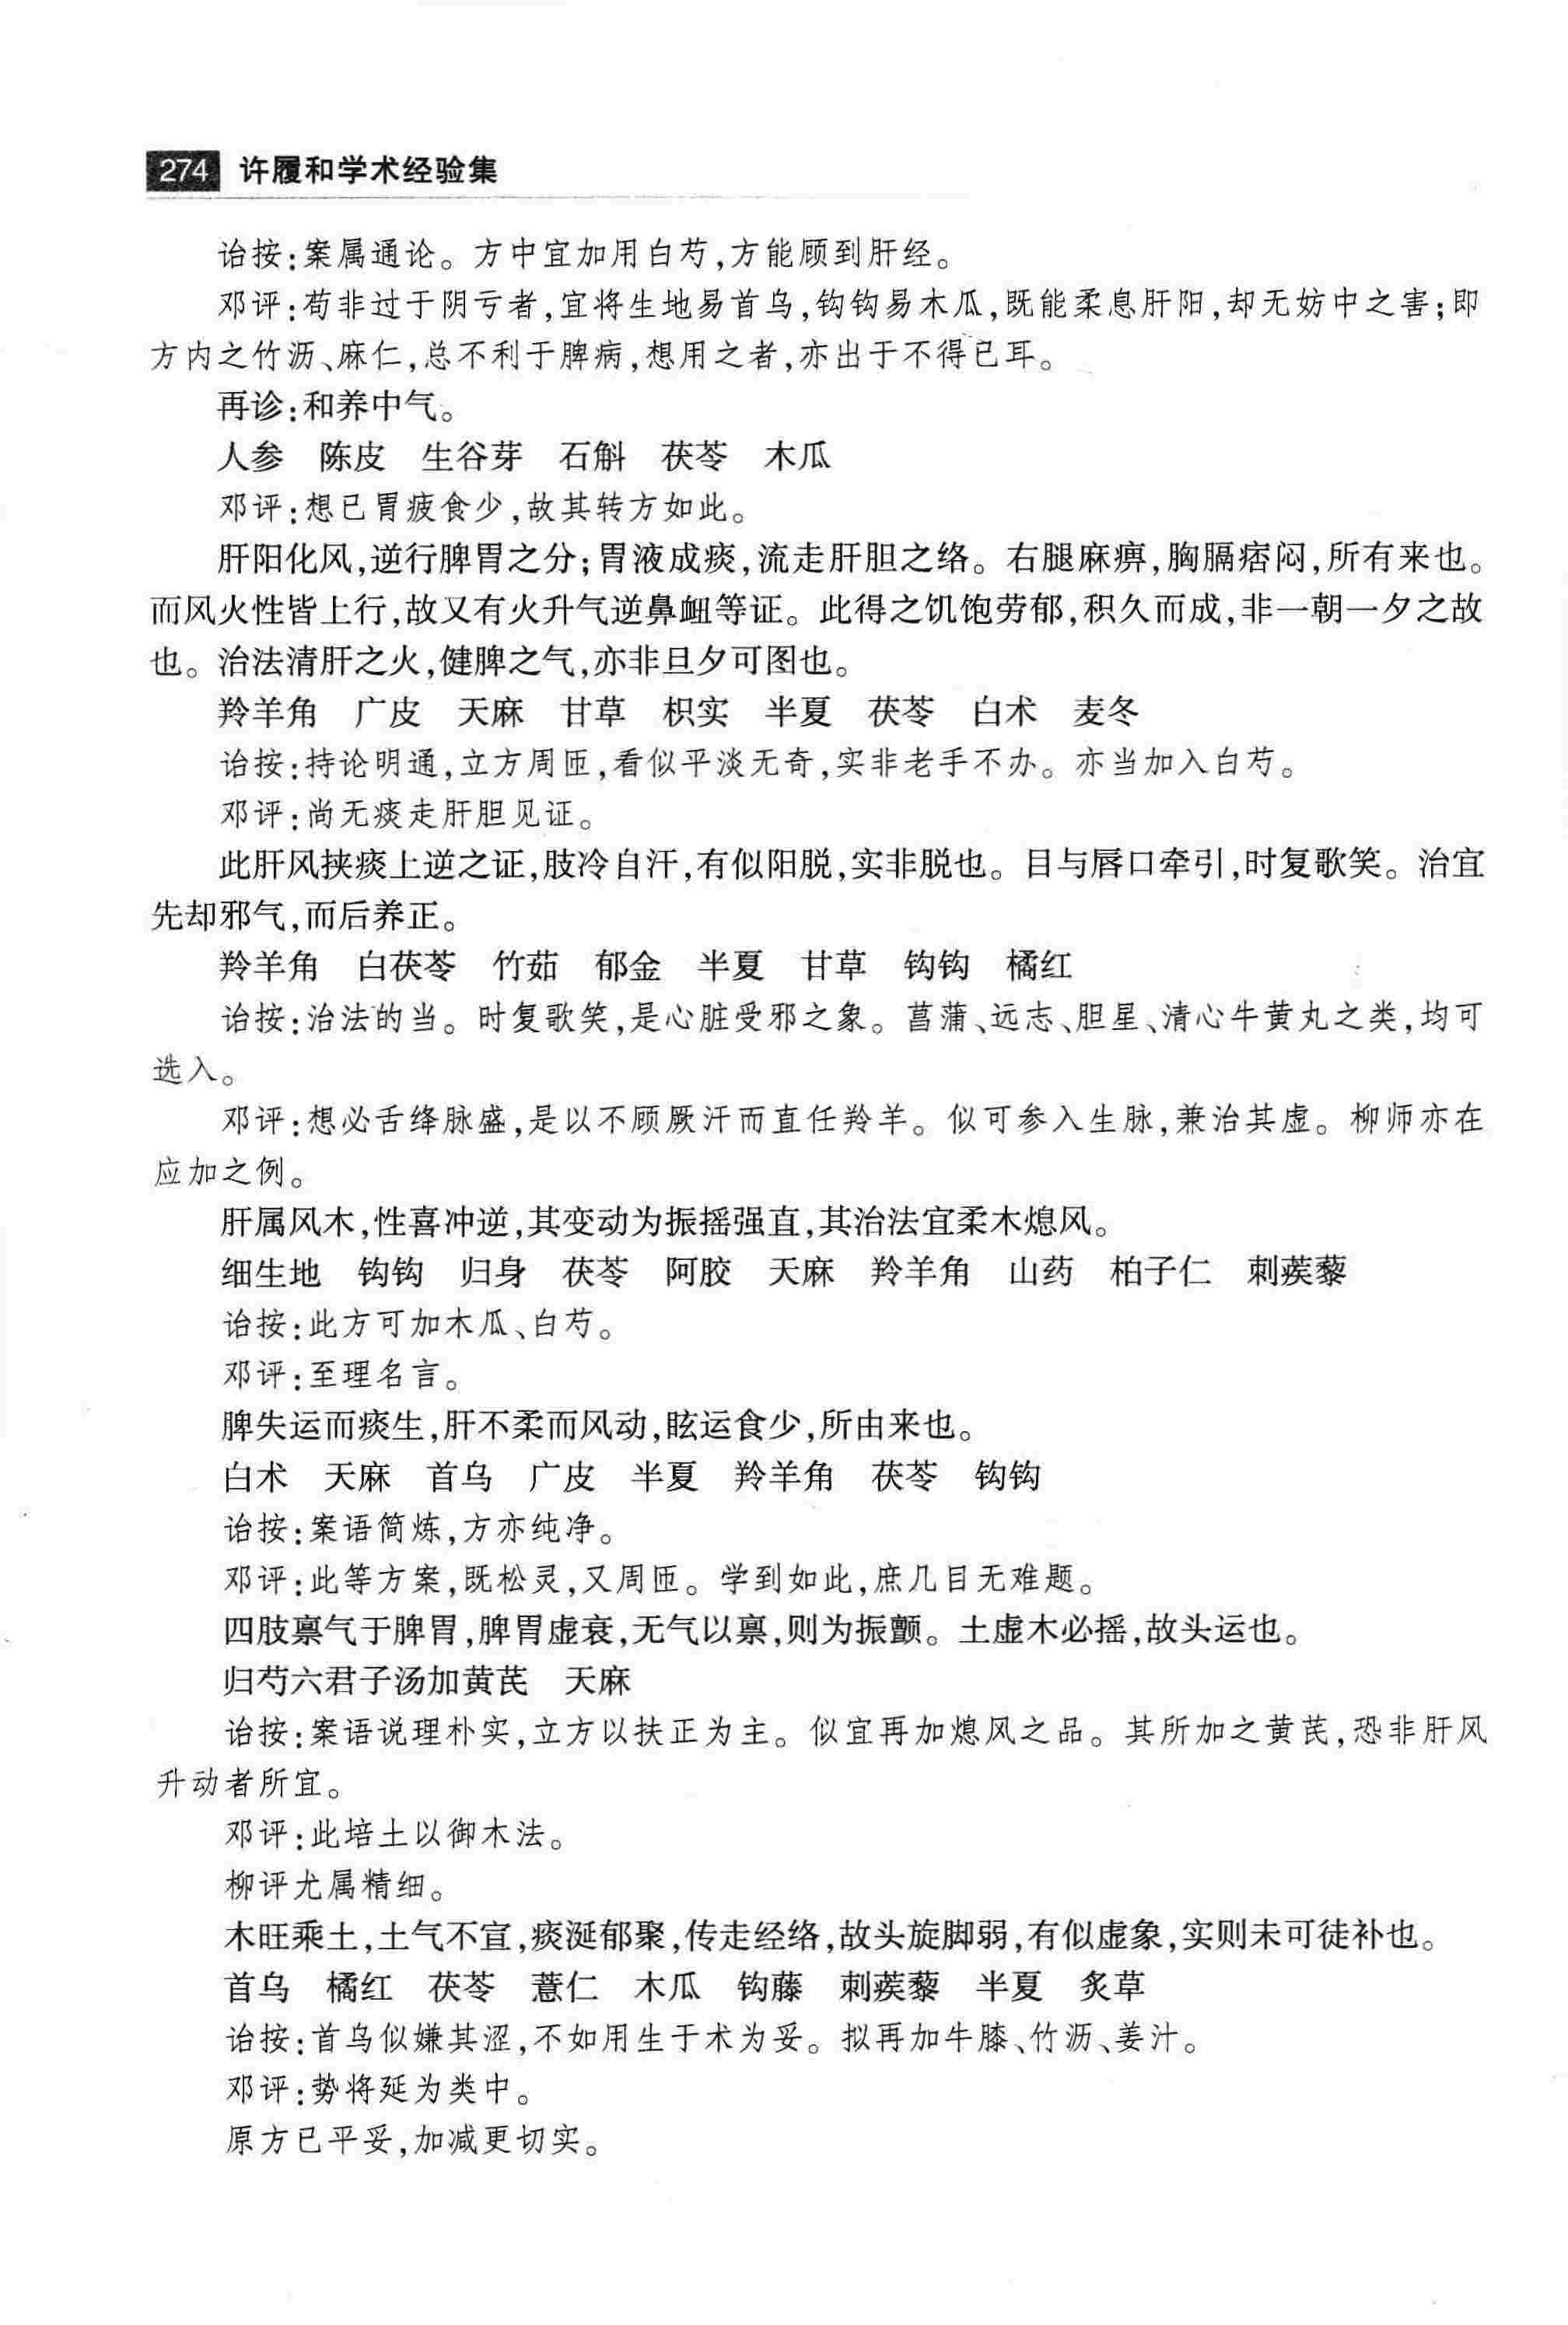 274 许履和学术经验集
诒按:案属通论。方中宜加用白芍,方能顾到肝经。
邓评:苟非过于阴亏者,宜将生地易首乌,钩钩易木瓜,既能柔息肝阳,却无妨中之害;即
方内之竹沥、麻仁,总不利于脾病,想用之者,亦出于不得已耳。
再诊:和养中气。
人参 陈皮 生谷芽 石斛 茯苓 木瓜
邓评:想已胃疲食少,故其转方如此。
肝阳化风,逆行脾胃之分;胃液成痰,流走肝胆之络。右腿麻痹,胸膈痞闷,所有来也。
而风火性皆上行,故又有火升气逆鼻衄等证。此得之饥饱劳郁,积久而成,非一朝一夕之故
也。治法清肝之火,健脾之气,亦非旦夕可图也。
羚羊角 广皮 天麻 甘草 枳实 半夏 茯苓 白术 麦冬
诒按:持论明通,立方周匝,看似平淡无奇,实非老手不办。亦当加入白芍。
邓评:尚无痰走肝胆见证。
此肝风挟痰上逆之证,肢冷自汗,有似阳脱,实非脱也。目与唇口牵引,时复歌笑。治宜
先却邪气,而后养正。
羚羊角 白茯苓 竹茹 郁金 半夏 甘草 钩钩 橘红
诒按:治法的当。时复歌笑,是心脏受邪之象。菖蒲、远志、胆星、清心牛黄丸之类,均可
选入。
邓评:想必舌绛脉盛,是以不顾厥汗而直任羚羊。似可参入生脉,兼治其虚。柳师亦在
应加之例。
肝属风木,性喜冲逆,其变动为振摇强直,其治法宜柔木熄风。
细生地 钩钩 归身 茯苓 阿胶 天麻 羚羊角 山药 柏子仁 刺蒺藜
诒按:此方可加木瓜、白芍。
邓评:至理名言。
脾失运而痰生,肝不柔而风动,眩运食少,所由来也。
白术 天麻 首乌 广皮 半夏 羚羊角 茯苓 钩钩
诒按:案语简炼,方亦纯净。
邓评:此等方案,既松灵,又周匝。学到如此,庶几目无难题。
四肢禀气于脾胃,脾胃虚衰,无气以禀,则为振颤。土虚木必摇,故头运也。
归芍六君子汤加黄芪 天麻
诒按:案语说理朴实,立方以扶正为主。似宜再加熄风之品。其所加之黄芪,恐非肝风
升动者所宜。
邓评:此培土以御木法。
柳评尤属精细。
木旺乘土,土气不宣,痰涎郁聚,传走经络,故头旋脚弱,有似虚象,实则未可徒补也。
首乌 橘红 茯苓 薏仁 木瓜 钩藤 刺蒺藜 半夏 炙草
诒按:首乌似嫌其涩,不如用生于术为妥。拟再加牛膝、竹沥、姜汁。
邓评:势将延为类中。
原方已平妥,加减更切实。